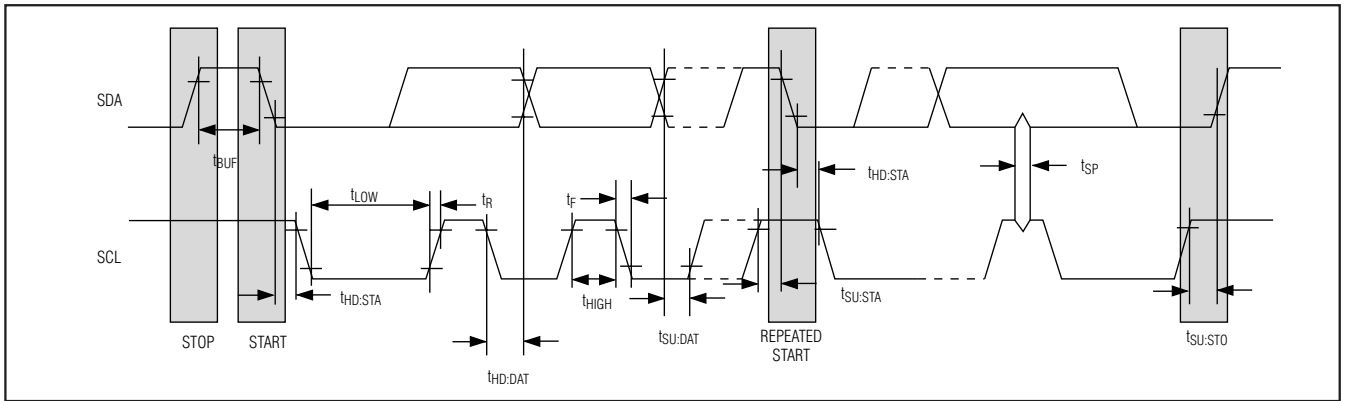 SDA
tBUF
tHD:STA
tSP
tLOW
tR
tF
SCL
tHD:STA
tHIGH
tSU:STA
tSU:DAT
tSU:STO
STOP
START
REPEATED
START
tHD:DAT